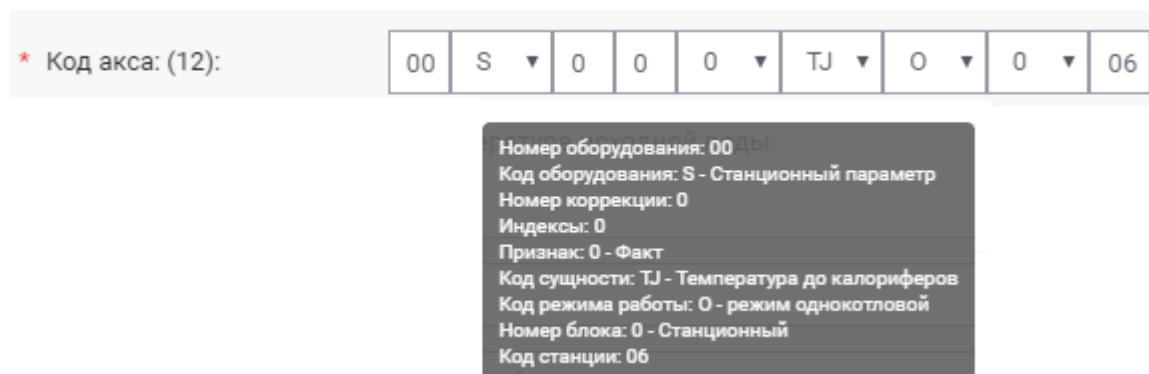 * Код акса: (12): 00 S ▼ 0 0 0 ▼ TJ ▼ O ▼ 0 ▼ 06
Номер оборудования: 00
Код оборудования: S - Станционный параметр
Номер коррекции: 0
Индексы: 0
Признак: 0 - Факт
Код сущности: TJ - Температура до калориферов
Код режима работы: O - режим однокотловой
Номер блока: 0 - Станционный
Код станции: 06